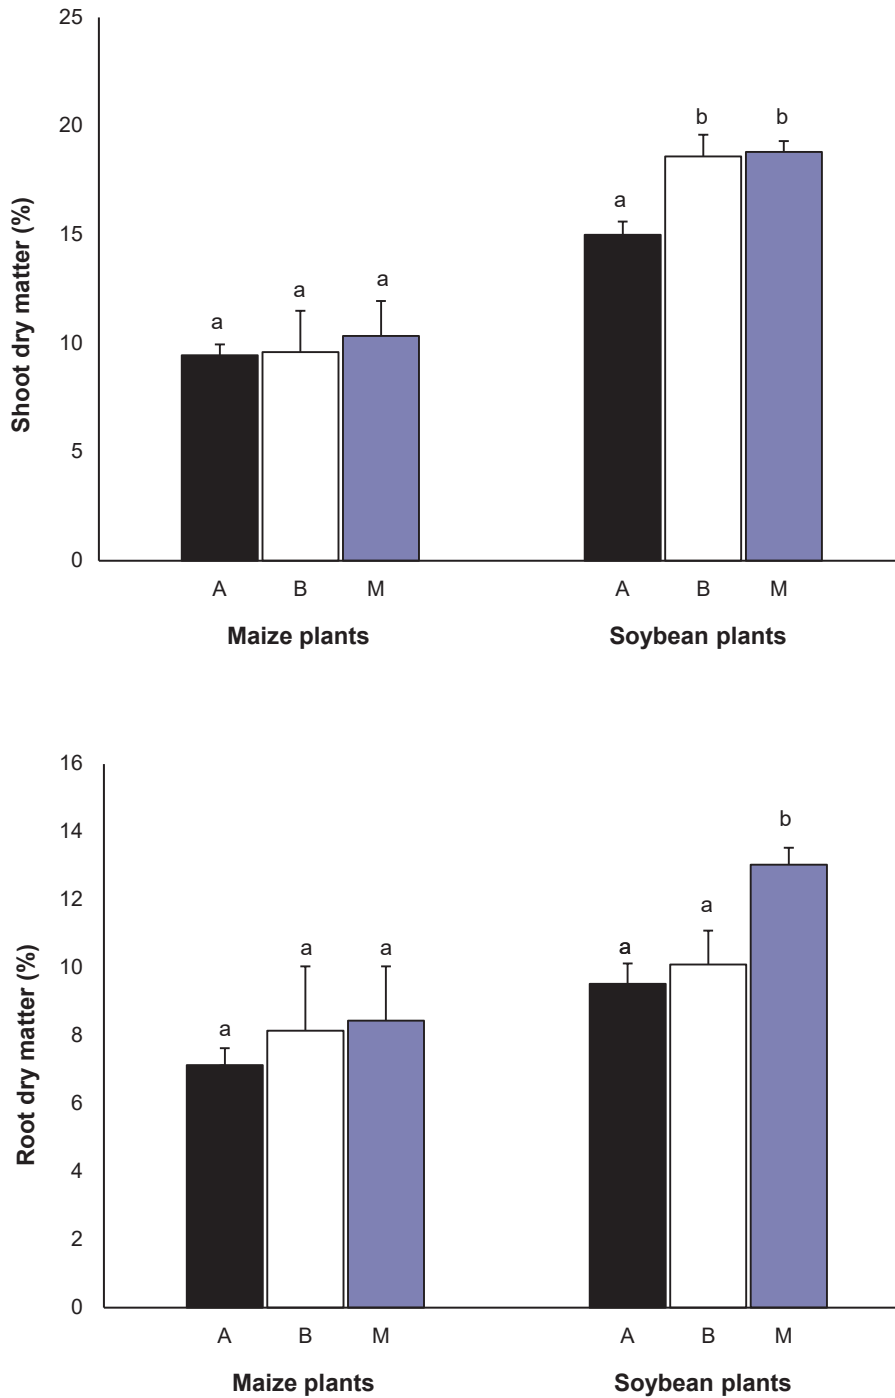 25
20
15
10
5
0
Shoot dry matter (%)
a
a
a
a
b
b
A B M A B M
Maize plants Soybean plants
16
14
12
10
8
6
4
2
0
Root dry matter (%)
a
a
a
a
a
b
A B M A B M
Maize plants Soybean plants